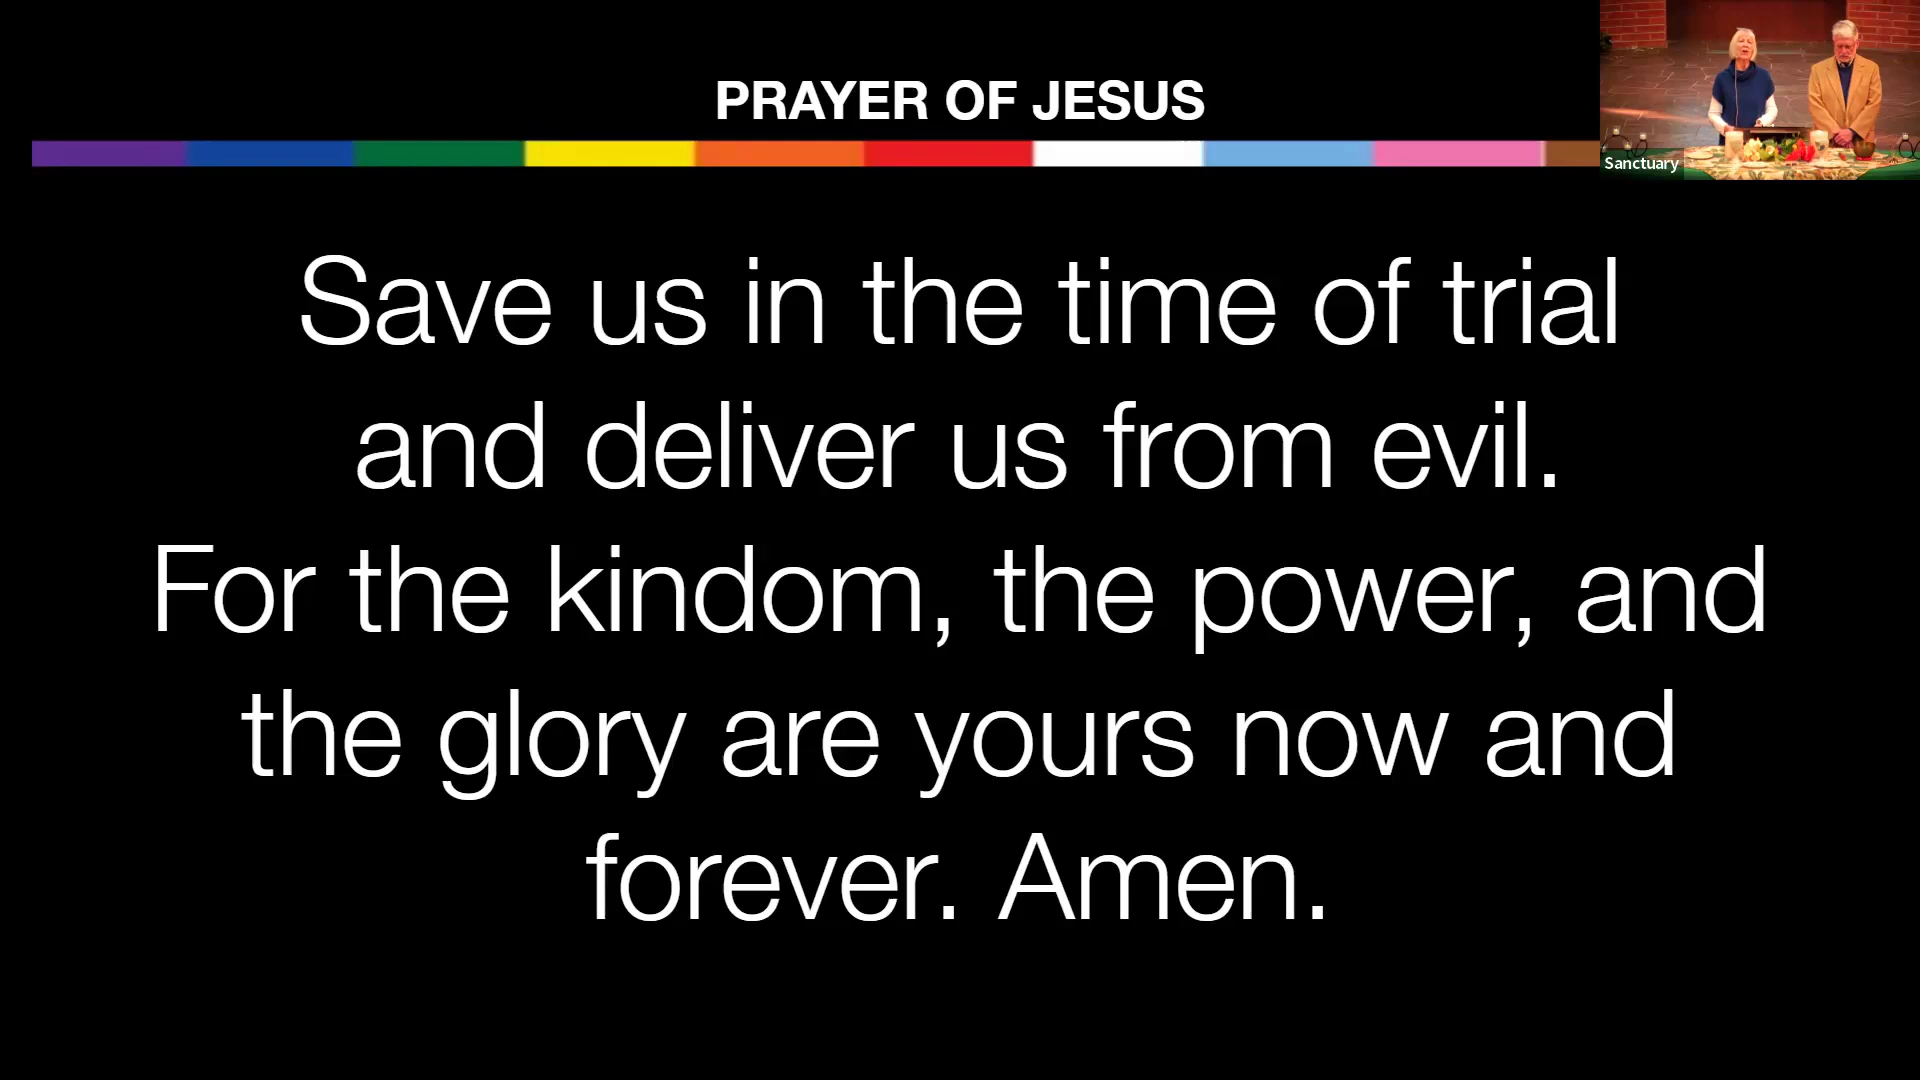 PRAYER OF JESUS
Sanctuary
Save us in the time of trial
and deliver us from evil.
For the kindom, the power, and
the glory are yours now and
forever. Amen.